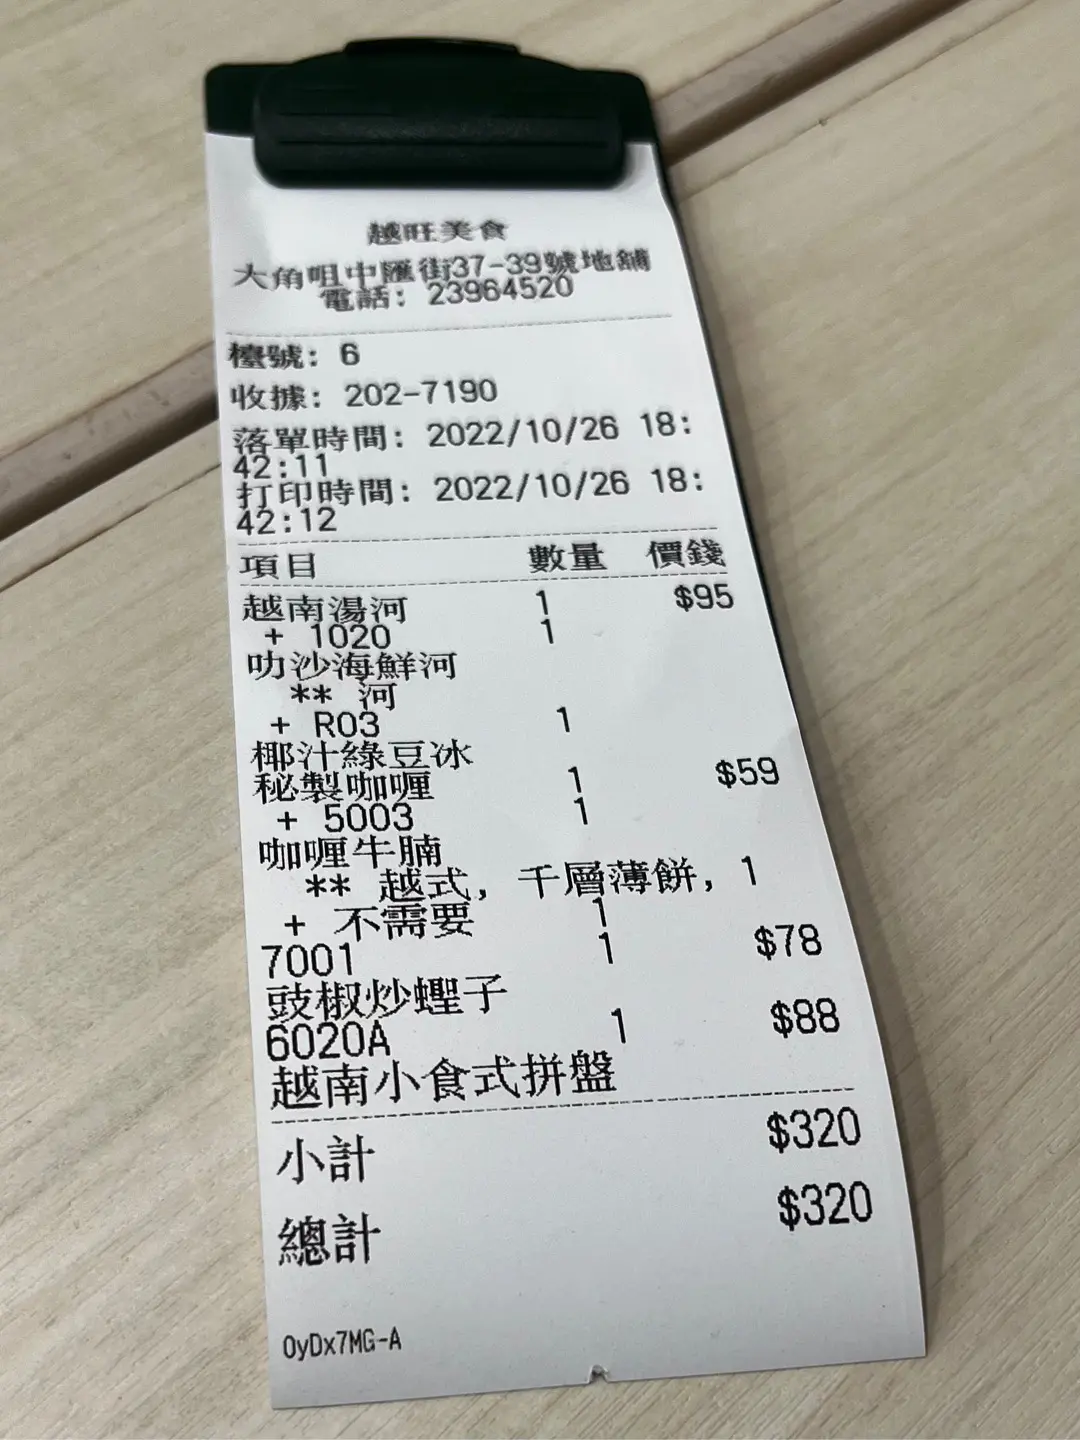 越旺美食
大角咀中匯街37-39號地舖
電話: 23964520
檯號: 6
收據: 202-7190
落單時間: 2022/10/26 18:
42:11
打印時間: 2022/10/26 18:
42:12
項目 數量 價錢
越南湯河 1 $95
+ 1020 1
叻沙海鮮河
** 河
+ R03 1
椰汁綠豆冰
秘製咖喱 1 $59
+ 5003 1
咖喱牛腩
** 越式, 千層薄餅, 1
+ 不需要 1
7001 1 $78
豉椒炒蟶子
6020A 1 $88
越南小食式拼盤
小計 $320
總計 $320
0yDx7MG-A